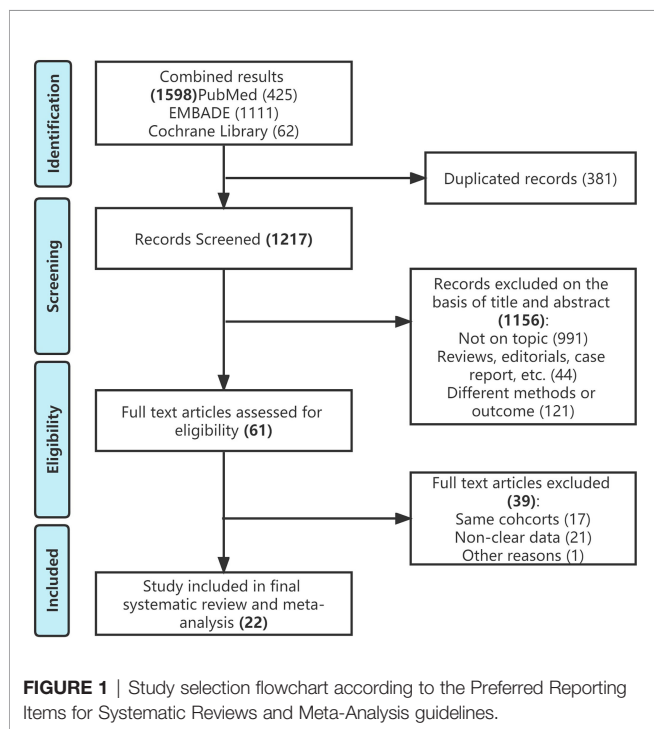 Identification
Combined results
(1598)PubMed (425)
EMBADE (1111)
Cochrane Library (62)
Duplicated records (381)
Screening
Records Screened (1217)
Records excluded on the
basis of title and abstract
(1156):
Not on topic (991)
Reviews, editorials, case
report, etc. (44)
Different methods or
outcome (121)
Eligibility
Full text articles assessed for
eligibility (61)
Full text articles excluded
(39):
Same cohcorts (17)
Non-clear data (21)
Other reasons (1)
Included
Study included in final
systematic review and meta-
analysis (22)
FIGURE 1 | Study selection flowchart according to the Preferred Reporting
Items for Systematic Reviews and Meta-Analysis guidelines.